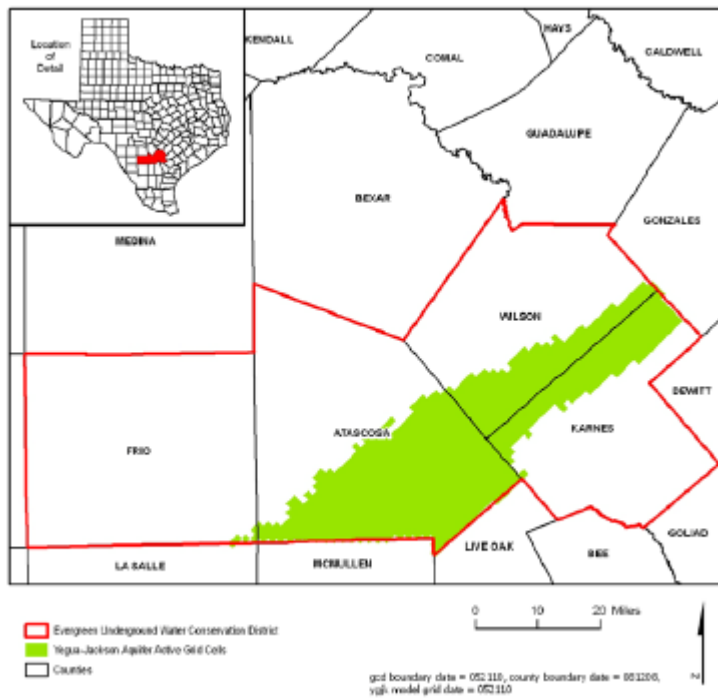 Location
of
Detail
KENDALL
COMAL
HAYS
CALDWELL
GUADALUPE
BEXAR
GONZALES
MEDINA
WILSON
DEWITT
ATASCOSA
KARNES
FRIO
GOLIAD
LIVE OAK
BEE
LA SALLE
MCMULLEN
0 10 20 Miles
Evergreen Underground Water Conservation District
Yegua-Jackson Aquifer Active Grid Cells
Counties
N
gcd boundary date = 052110, county boundary date = 081208,
ygjk model grid date = 052110